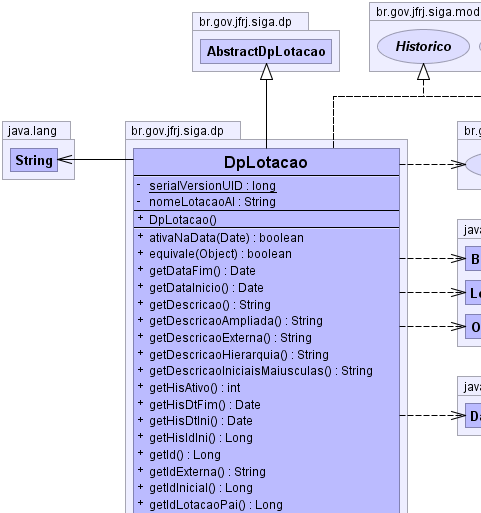 br.gov.jfrj.siga.dp
AbstractDpLotacao
br.gov.jfrj.siga.mod
Historico
java.lang
String
br.gov.jfrj.siga.dp
DpLotacao
- serialVersionUID : long
- nomeLotacaoAI : String
+ DpLotacao()
+ ativaNaData(Date) : boolean
+ equivale(Object) : boolean
+ getDataFim() : Date
+ getDataInicio() : Date
+ getDescricao() : String
+ getDescricaoAmpliada() : String
+ getDescricaoExterna() : String
+ getDescricaoHierarquia() : String
+ getDescricaoIniciaisMaiusculas() : String
+ getHisAtivo() : int
+ getHisDtFim() : Date
+ getHisDtIni() : Date
+ getHisIdIni() : Long
+ getId() : Long
+ getIdExterna() : String
+ getIdInicial() : Long
+ getIdLotacaoPai() : Long
br.g
java
B
Lo
O
java
Da